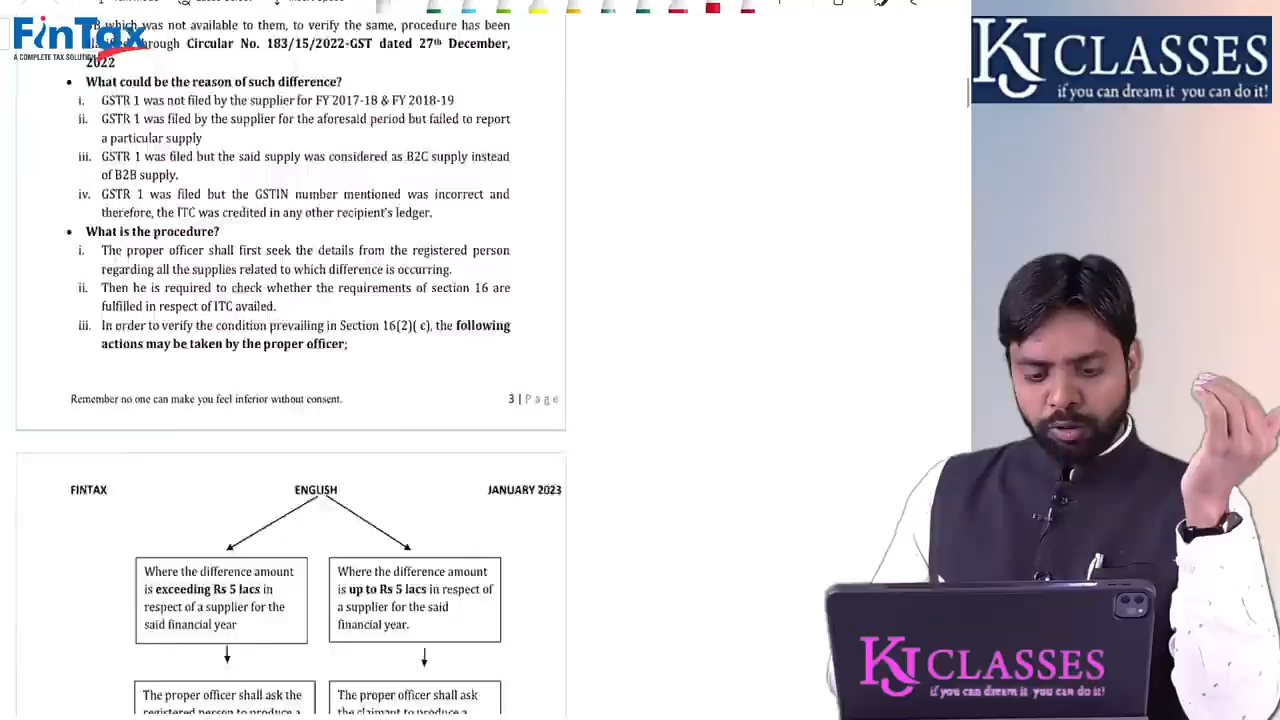 FinTax
A COMPLETE TAX SOLUTION
which was not available to them, to verify the same, procedure has been
through Circular No. 183/15/2022-GST dated 27th December,
2022
• What could be the reason of such difference?
i. GSTR 1 was not filed by the supplier for FY 2017-18 & FY 2018-19
ii. GSTR 1 was filed by the supplier for the aforesaid period but failed to report
a particular supply
iii. GSTR 1 was filed but the said supply was considered as B2C supply instead
of B2B supply.
iv. GSTR 1 was filed but the GSTIN number mentioned was incorrect and
therefore, the ITC was credited in any other recipient's ledger.
• What is the procedure?
i. The proper officer shall first seek the details from the registered person
regarding all the supplies related to which difference is occurring.
ii. Then he is required to check whether the requirements of section 16 are
fulfilled in respect of ITC availed.
iii. In order to verify the condition prevailing in Section 16(2)( c), the following
actions may be taken by the proper officer;
Remember no one can make you feel inferior without consent.
3 | Page
FINTAX ENGLISH JANUARY 2023
Where the difference amount
is exceeding Rs 5 lacs in
respect of a supplier for the
said financial year
Where the difference amount
is up to Rs 5 lacs in respect of
a supplier for the said
financial year.
The proper officer shall ask the
registered person to produce a
The proper officer shall ask
the claimant to produce a
KJ CLASSES
if you can dream it you can do it!
KJ CLASSES
if you can dream it you can do it!